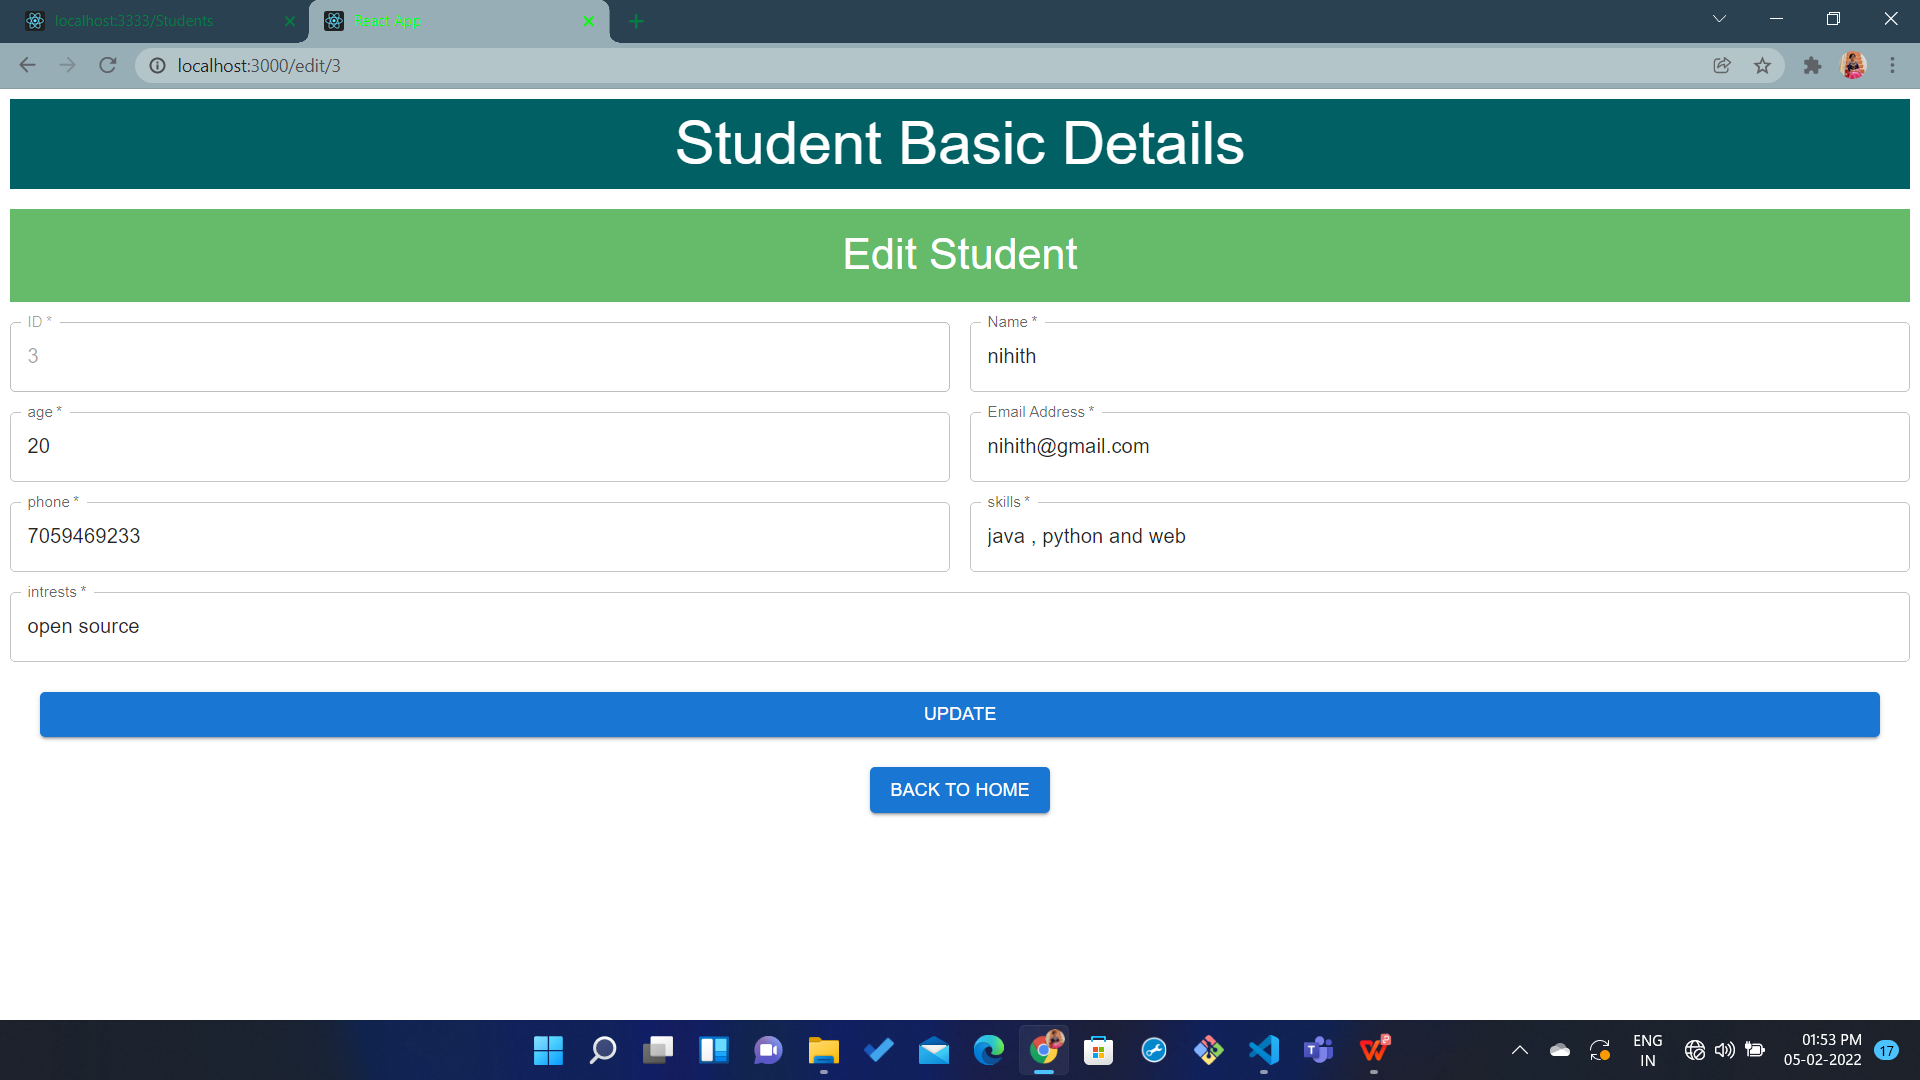 localhost:3333/Students
React App
localhost:3000/edit/3
Student Basic Details
Edit Student
ID *
3
Name *
nihith
age *
20
Email Address *
nihith@gmail.com
phone *
7059469233
skills *
java , python and web
intrests *
open source
UPDATE
BACK TO HOME
ENG
IN
01:53 PM
05-02-2022
17